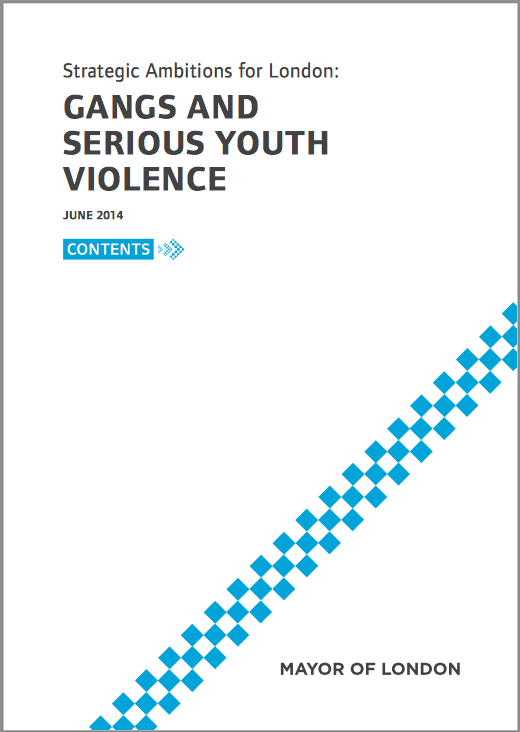 Strategic Ambitions for London:
GANGS AND
SERIOUS YOUTH
VIOLENCE
JUNE 2014
CONTENTS
MAYOR OF LONDON